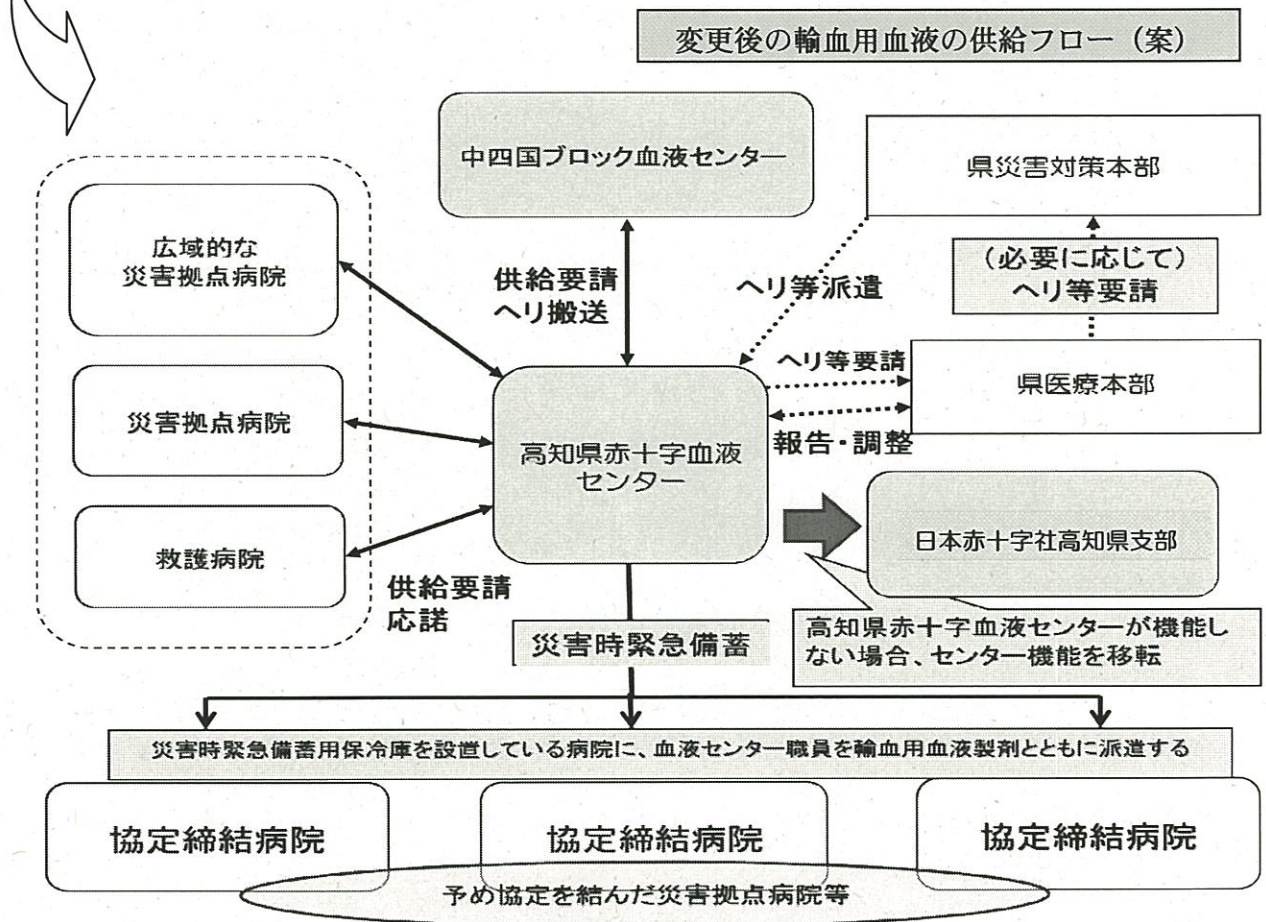 変更後の輸血用血液の供給フロー（案）
中四国ブロック血液センター
県災害対策本部
広域的な
災害拠点病院
供給要請
ヘリ搬送
ヘリ等派遣
（必要に応じて）
ヘリ等要請
ヘリ等要請
県医療本部
災害拠点病院
高知県赤十字血液
センター
報告・調整
救護病院
日本赤十字社高知県支部
供給要請
応諾
災害時緊急備蓄
高知県赤十字血液センターが機能し
ない場合、センター機能を移転
災害時緊急備蓄用保冷庫を設置している病院に、血液センター職員を輸血用血液製剤とともに派遣する
協定締結病院
協定締結病院
協定締結病院
予め協定を結んだ災害拠点病院等